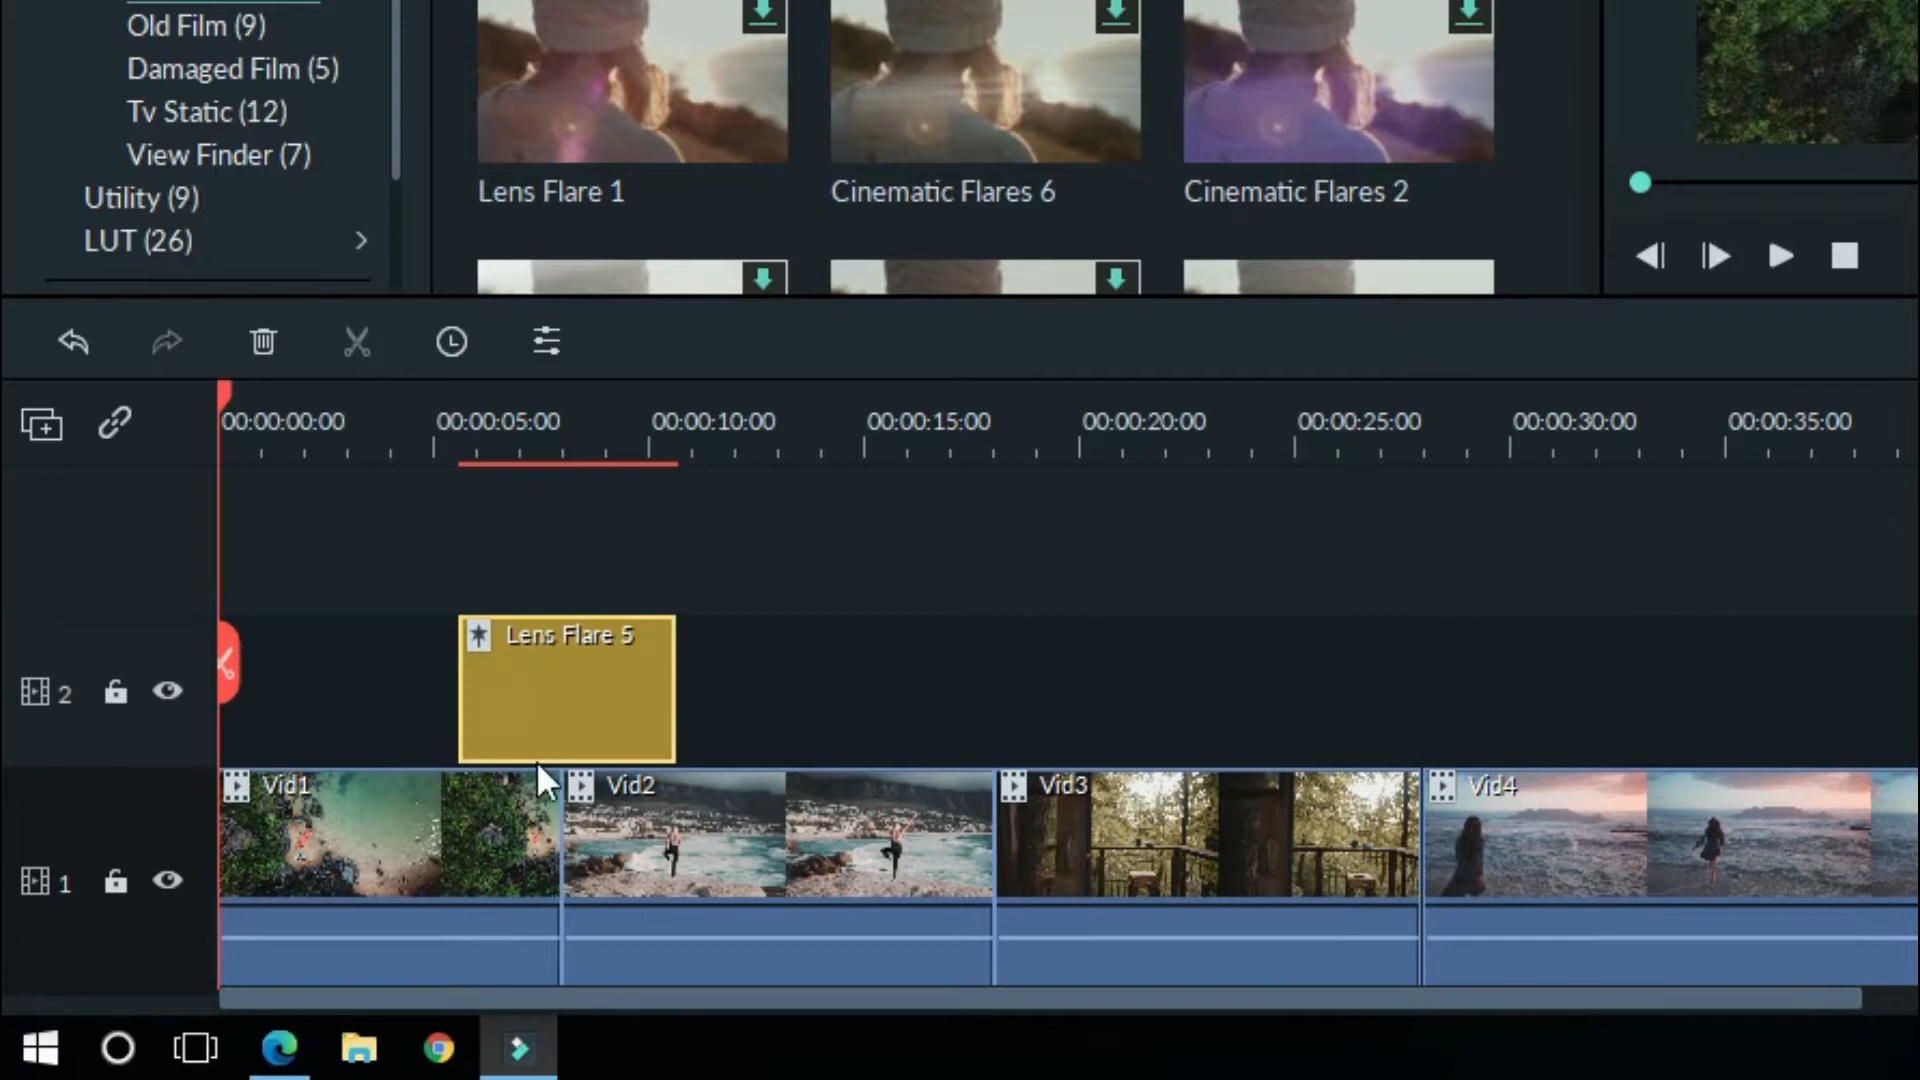 Old Film (9)
Damaged Film (5)
Tv Static (12)
View Finder (7)
Utility (9)
LUT (26)
Lens Flare 1
Cinematic Flares 6
Cinematic Flares 2
00:00:00:00
00:00:05:00
00:00:10:00
00:00:15:00
00:00:20:00
00:00:25:00
00:00:30:00
00:00:35:00
Lens Flare 5
2
Vid1
Vid2
Vid3
Vid4
1